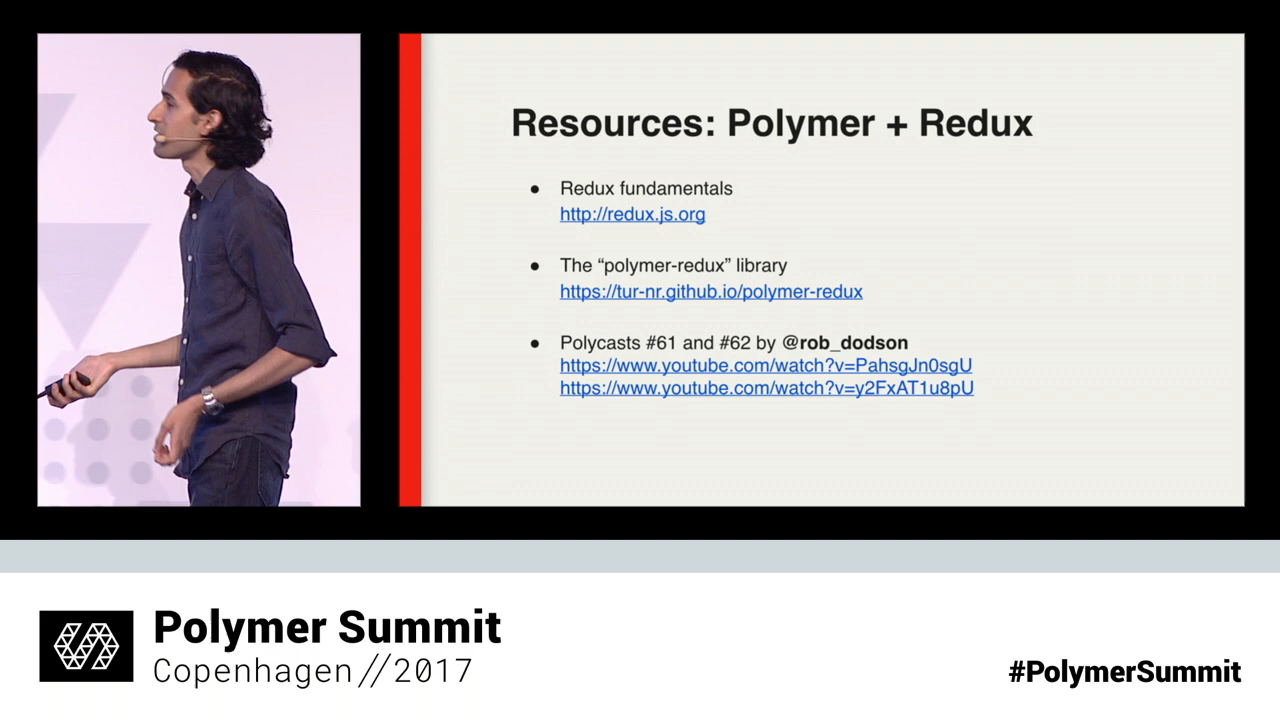 Resources: Polymer + Redux
● Redux fundamentals
http://redux.js.org
● The “polymer-redux” library
https://tur-nr.github.io/polymer-redux
● Polycasts #61 and #62 by @rob_dodson
https://www.youtube.com/watch?v=PahsgJn0sgU
https://www.youtube.com/watch?v=y2FxAT1u8pU
Polymer Summit
Copenhagen//2017
#PolymerSummit